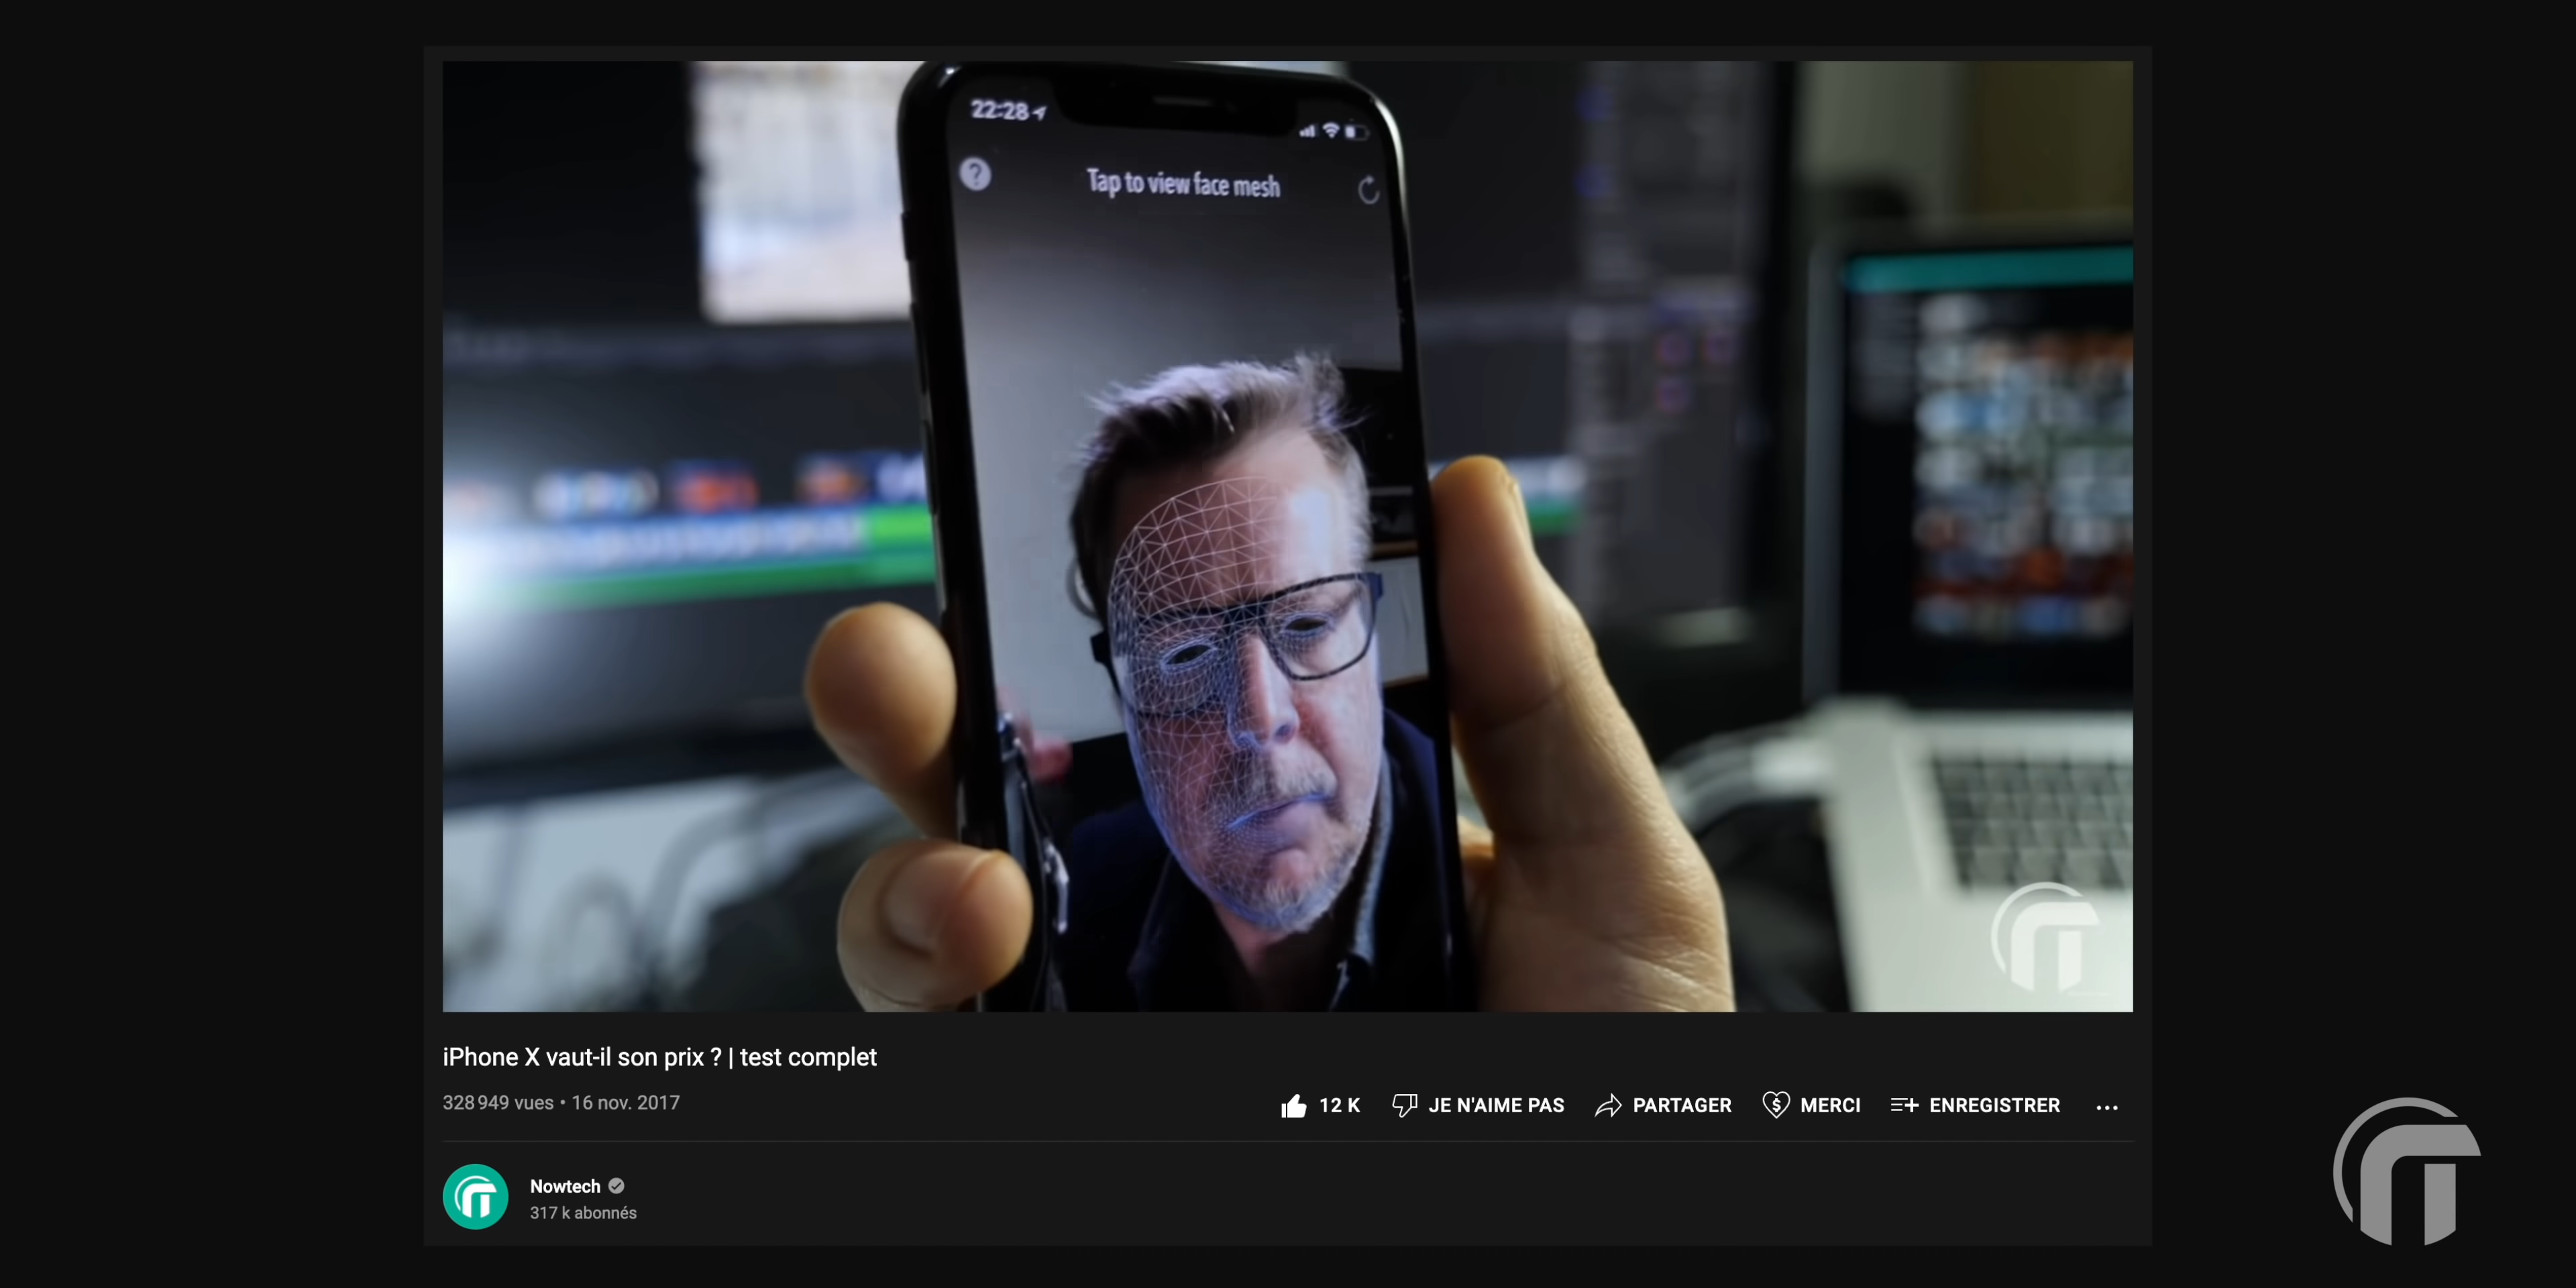 22:28
Tap to view face mesh
?
iPhone X vaut-il son prix ? | test complet
328 949 vues • 16 nov. 2017
12 K
JE N'AIME PAS
PARTAGER
MERCI
ENREGISTRER
Nowtech
317 k abonnés